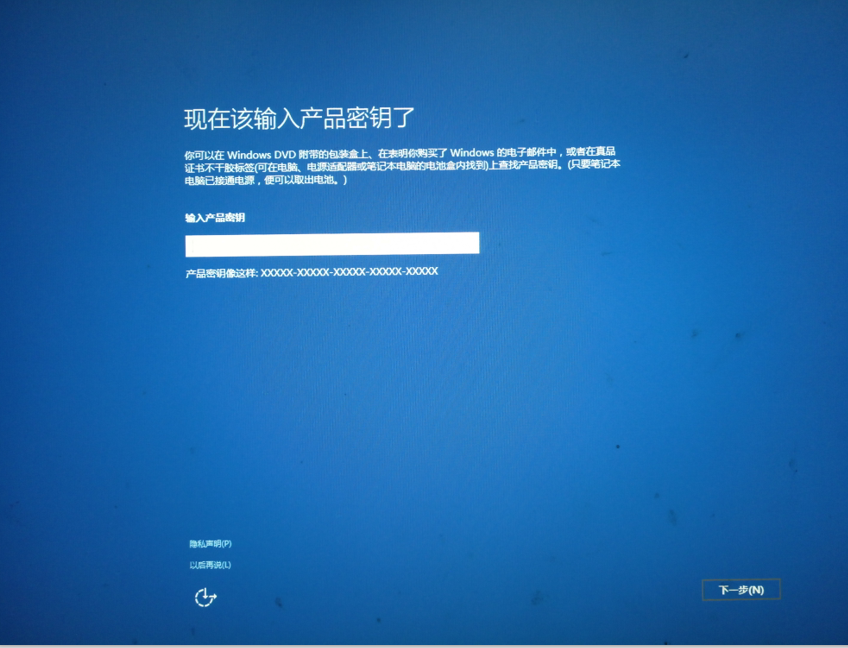 现在该输入产品密钥了
你可以在 Windows DVD 附带的包装盒上、在表明你购买了 Windows 的电子邮件中，或者在真品
证书不干胶标签(可在电脑、电源适配器或笔记本电脑的电池盒内找到)上查找产品密钥。(只要笔记本
电脑已接通电源，便可以取出电池。)
输入产品密钥
产品密钥像这样: XXXXX-XXXXX-XXXXX-XXXXX-XXXXX
隐私声明(P)
以后再说(L)
下一步(N)